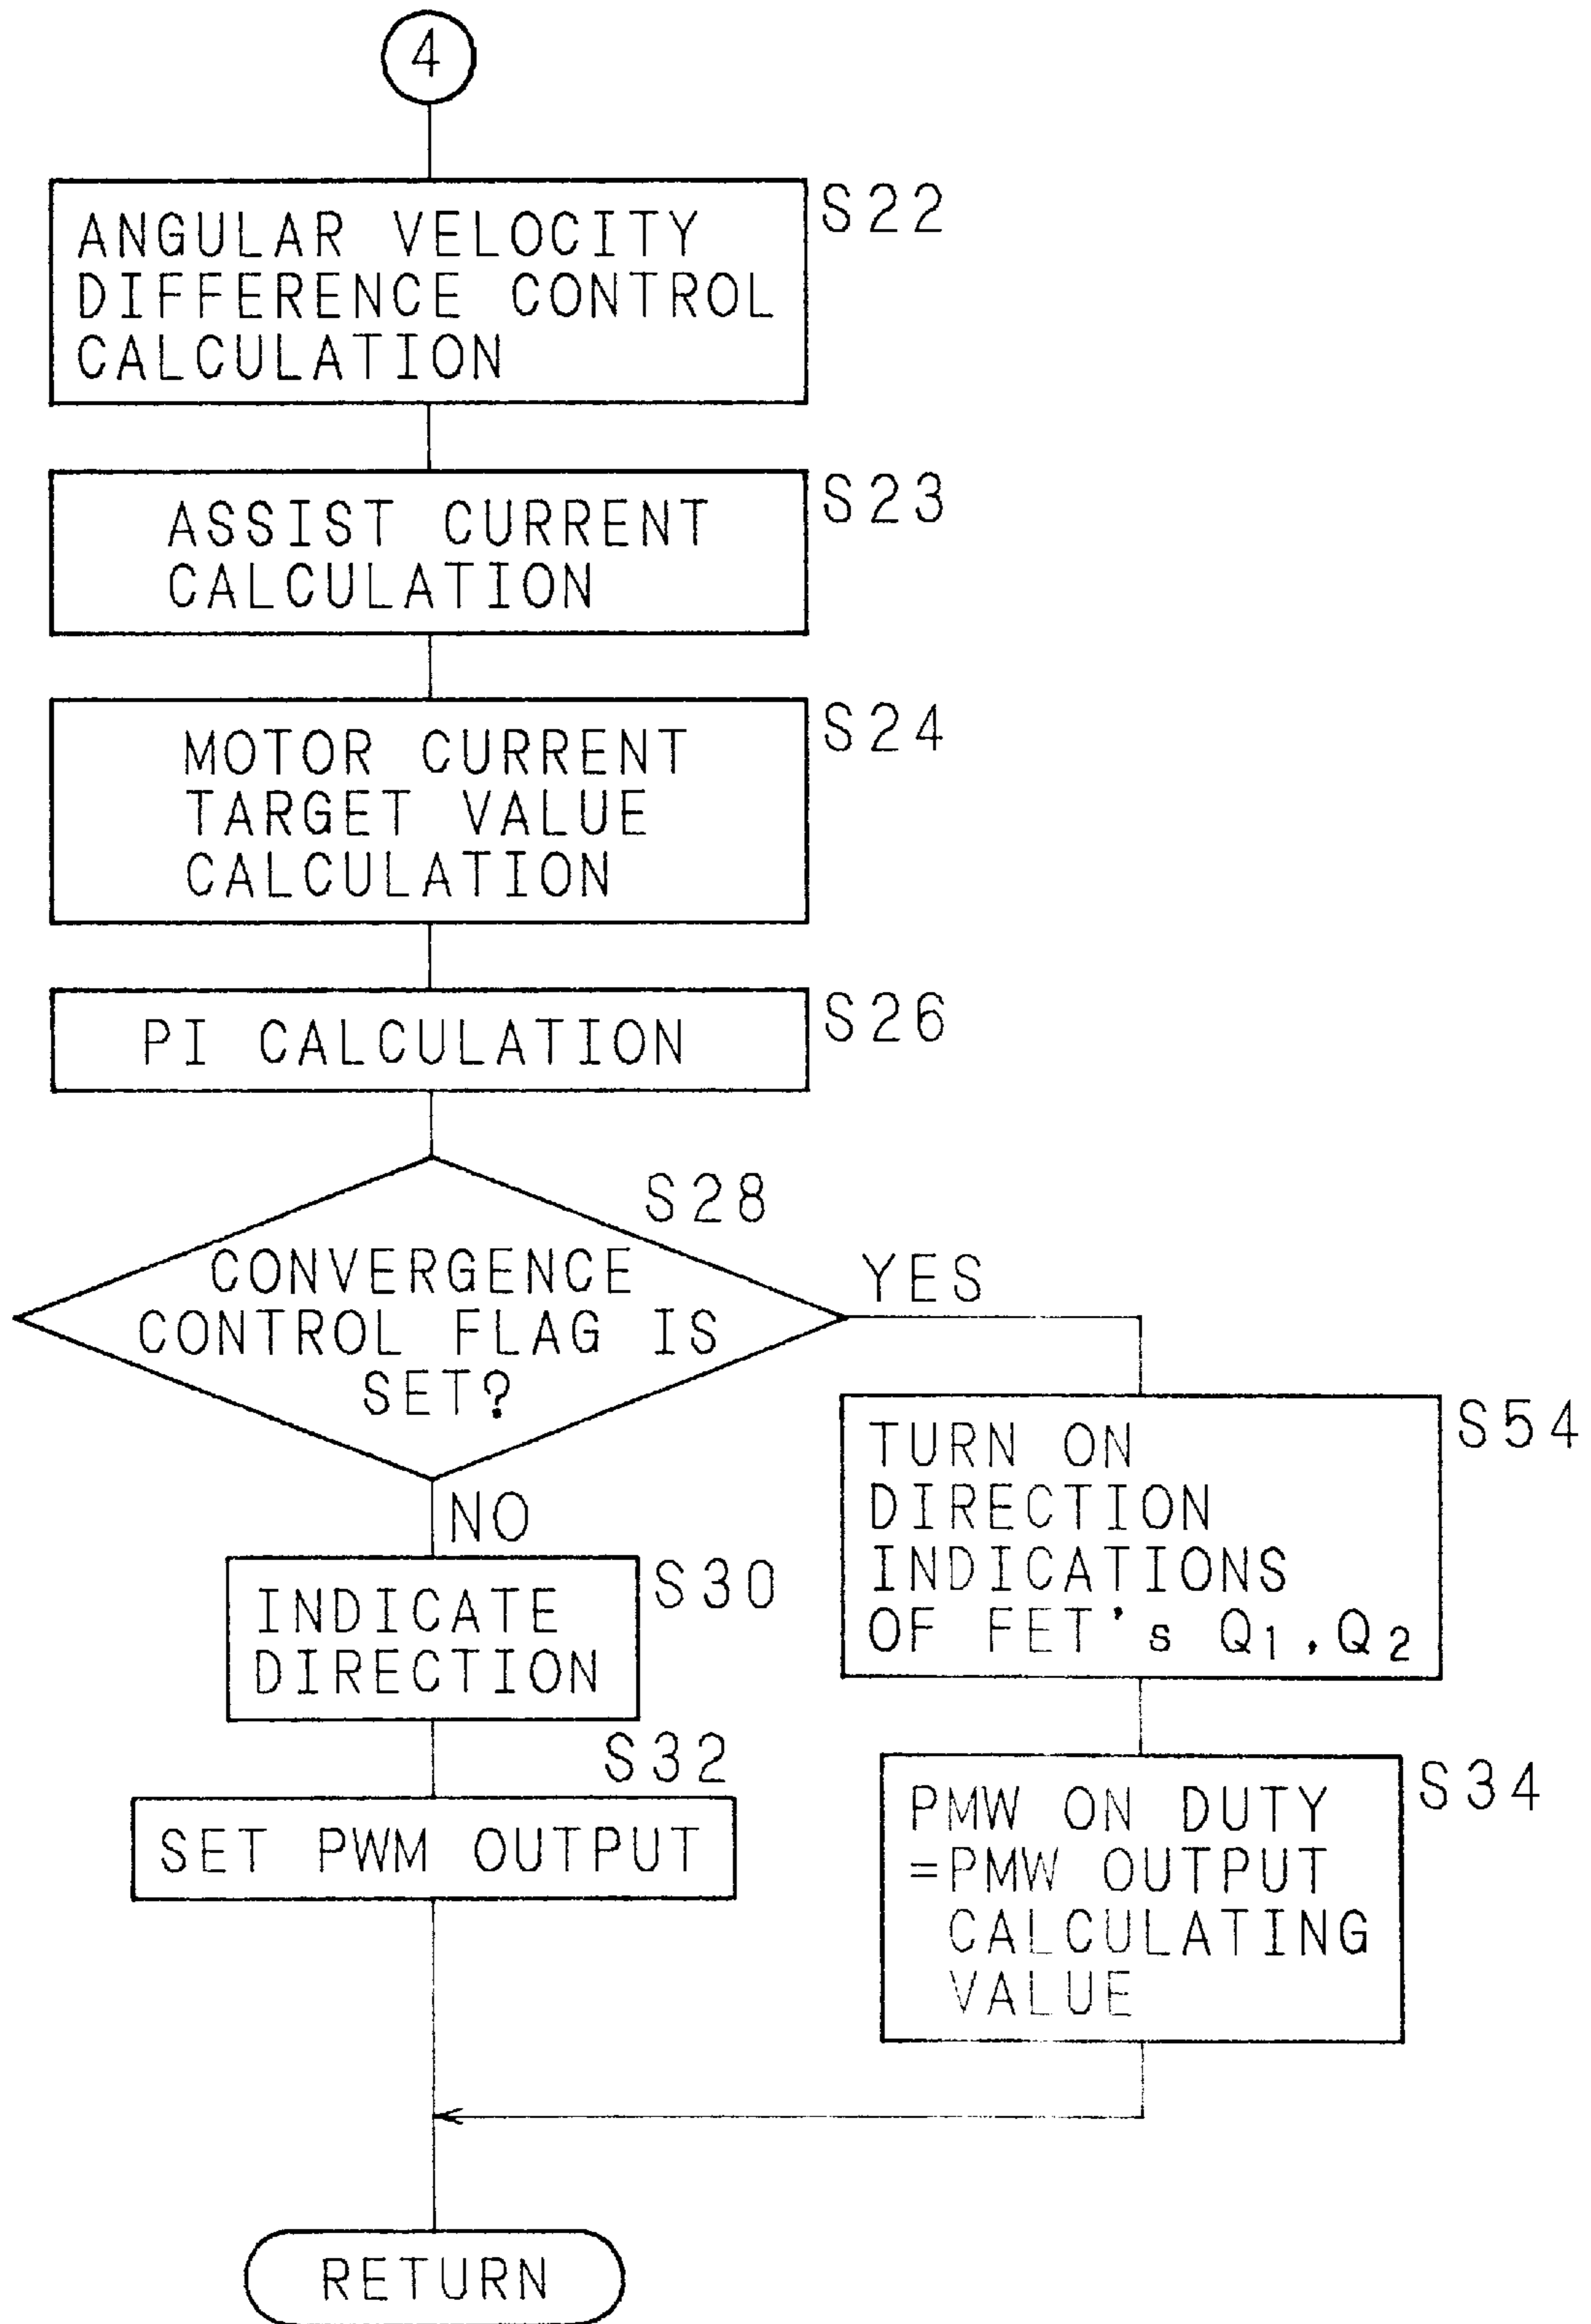 4
ANGULAR VELOCITY
DIFFERENCE CONTROL
CALCULATION
S22
ASSIST CURRENT
CALCULATION
S23
MOTOR CURRENT
TARGET VALUE
CALCULATION
S24
PI CALCULATION
S26
S28
CONVERGENCE
CONTROL FLAG IS
SET?
YES
NO
TURN ON
DIRECTION
INDICATIONS
OF FET's Q1,Q2
S54
INDICATE
DIRECTION
S30
S32
SET PWM OUTPUT
PMW ON DUTY
=PMW OUTPUT
CALCULATING
VALUE
S34
RETURN